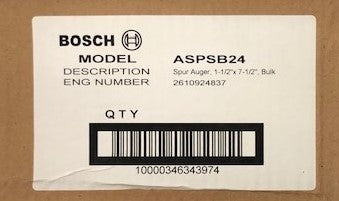 BOSCH
MODEL ASPSB24
DESCRIPTION Spur Auger, 1-1/2"x 7-1/2", Bulk
ENG NUMBER 2610924837
QTY
10000346343974